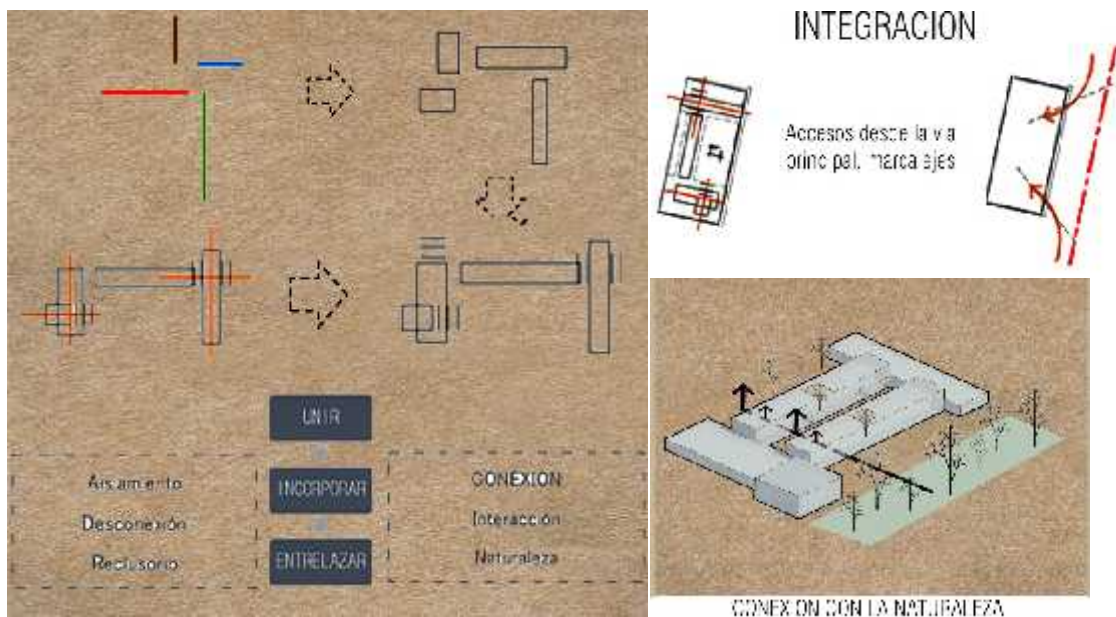 UNIR
INCORPORAR
ENTRELAZAR
Aislamiento
Desconexión
Reclusorio
CONEXION
Interacción
Naturaleza
INTEGRACION
Accesos desde la via
principal, marca ejes
CONEXION CON LA NATURALEZA